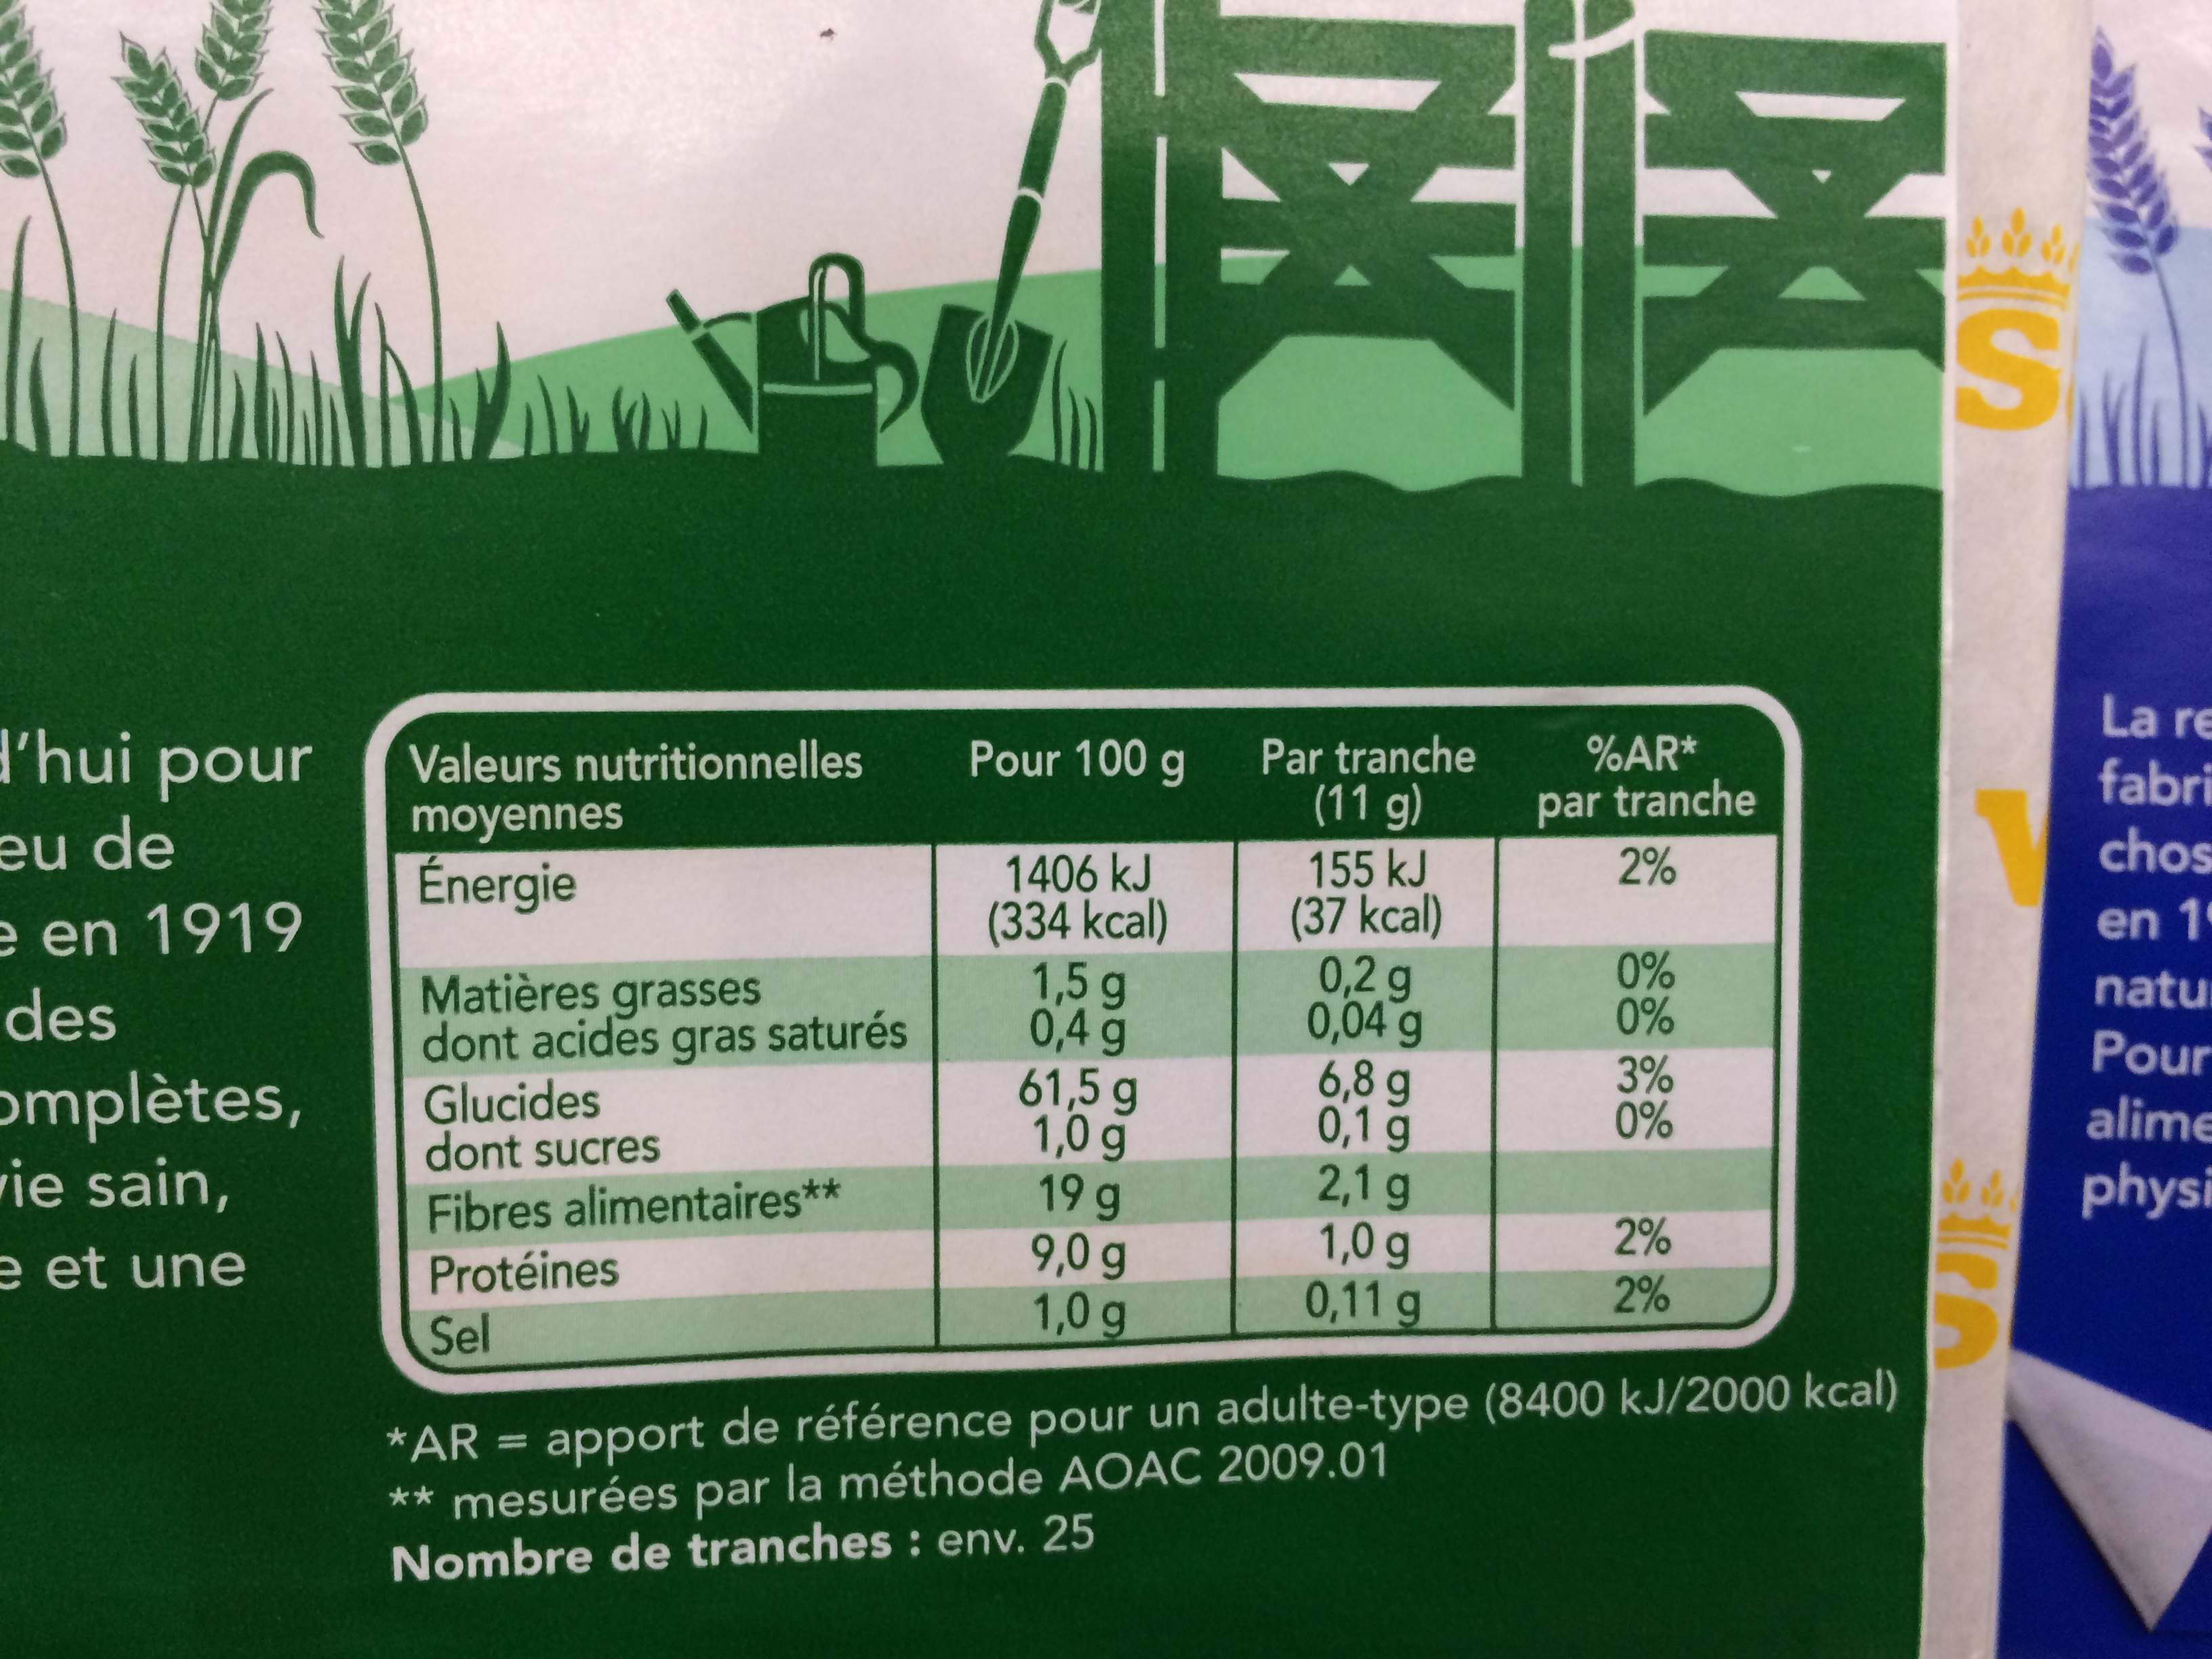 d'hui pour
eu de
e en 1919
des
omplètes,
vie sain,
e et une
Valeurs nutritionnelles moyennes Pour 100 g Par tranche (11 g) %AR* par tranche
Énergie 1406 kJ (334 kcal) 155 kJ (37 kcal) 2%
Matières grasses 1,5 g 0,2 g 0%
dont acides gras saturés 0,4 g 0,04 g 0%
Glucides 61,5 g 6,8 g 3%
dont sucres 1,0 g 0,1 g 0%
Fibres alimentaires** 19 g 2,1 g
Protéines 9,0 g 1,0 g 2%
Sel 1,0 g 0,11 g 2%
*AR = apport de référence pour un adulte-type (8400 kJ/2000 kcal)
** mesurées par la méthode AOAC 2009.01
Nombre de tranches : env. 25
S
La re
fabri
chos
en 19
natu
Pour
alime
physi